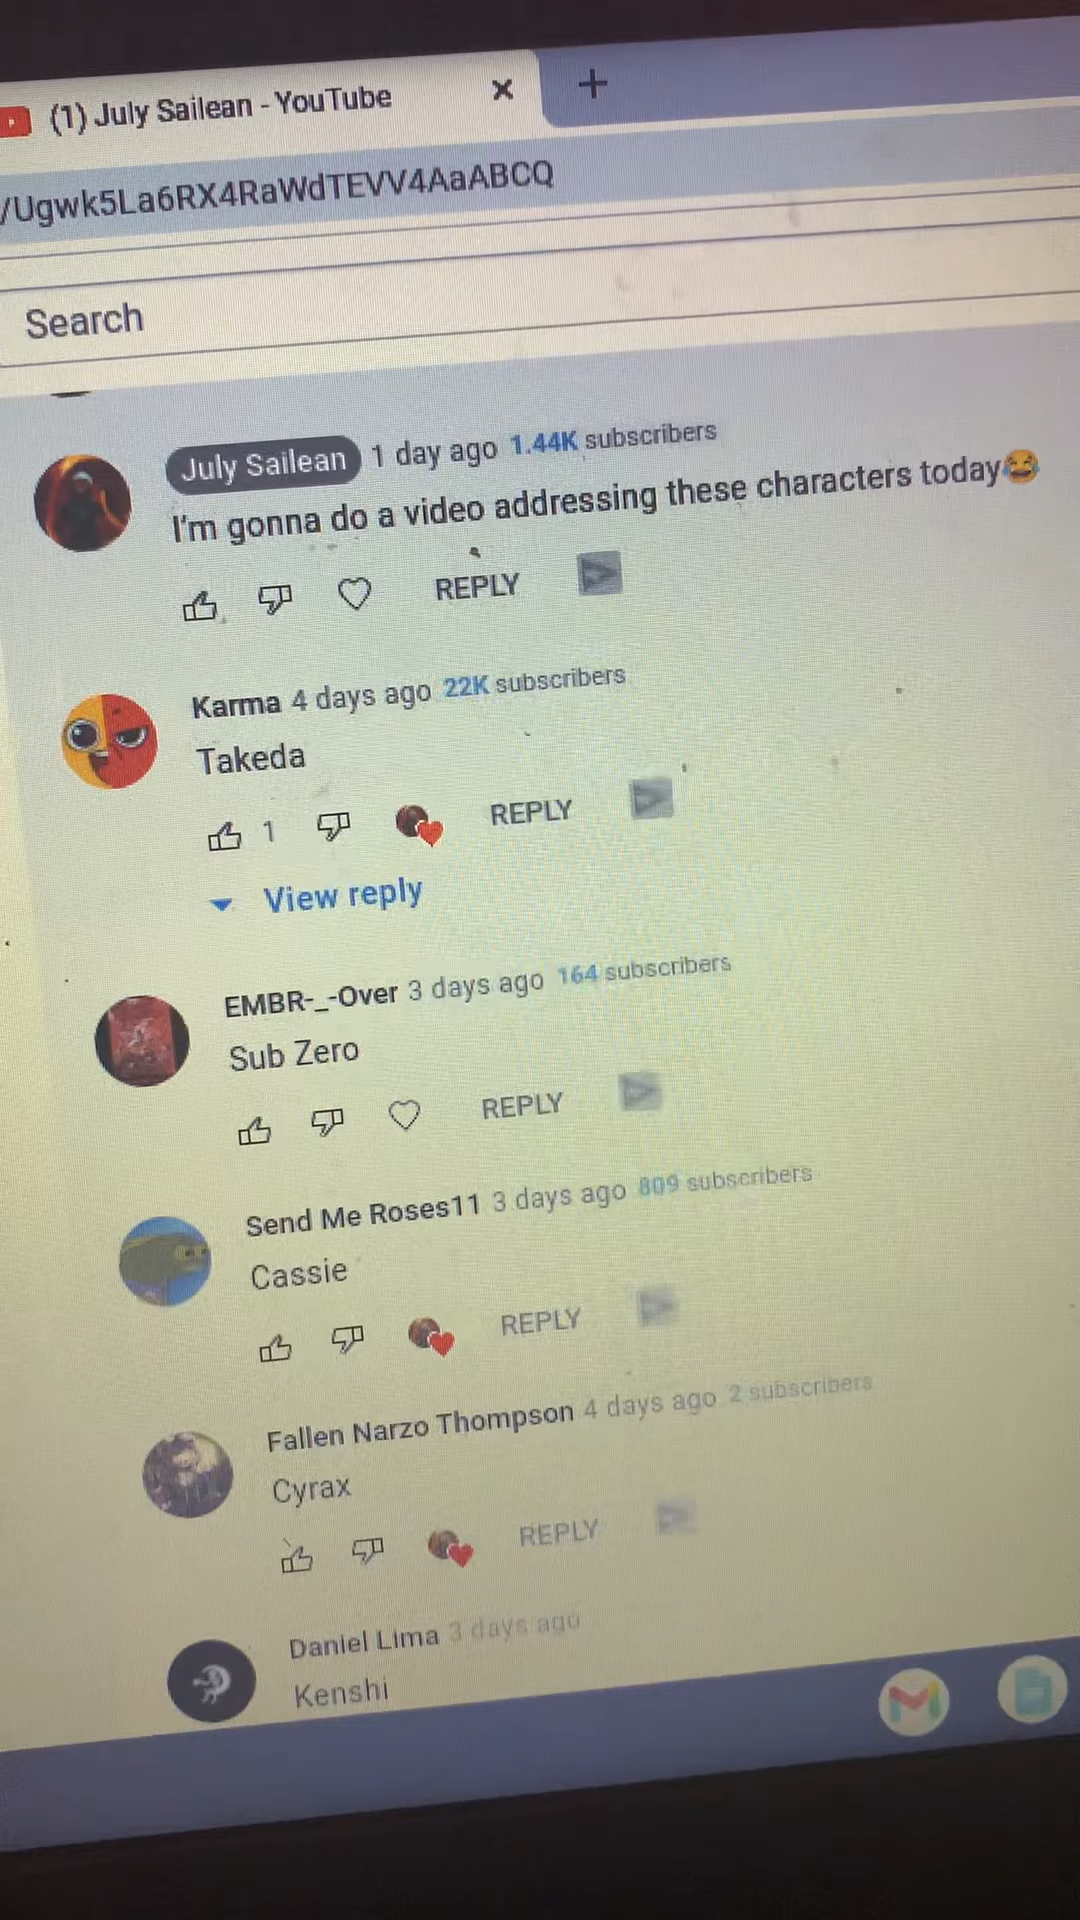 (1) July Sailean - YouTube
/Ugwk5La6RX4RaWdTEVV4AaABCQ
Search
July Sailean 1 day ago 1.44K subscribers
I'm gonna do a video addressing these characters today😂
REPLY
Karma 4 days ago 22K subscribers
Takeda
1 REPLY
View reply
EMBR-_-Over 3 days ago 164 subscribers
Sub Zero
REPLY
Send Me Roses11 3 days ago 809 subscribers
Cassie
REPLY
Fallen Narzo Thompson 4 days ago 2 subscribers
Cyrax
REPLY
Daniel Lima 3 days ago
Kenshi